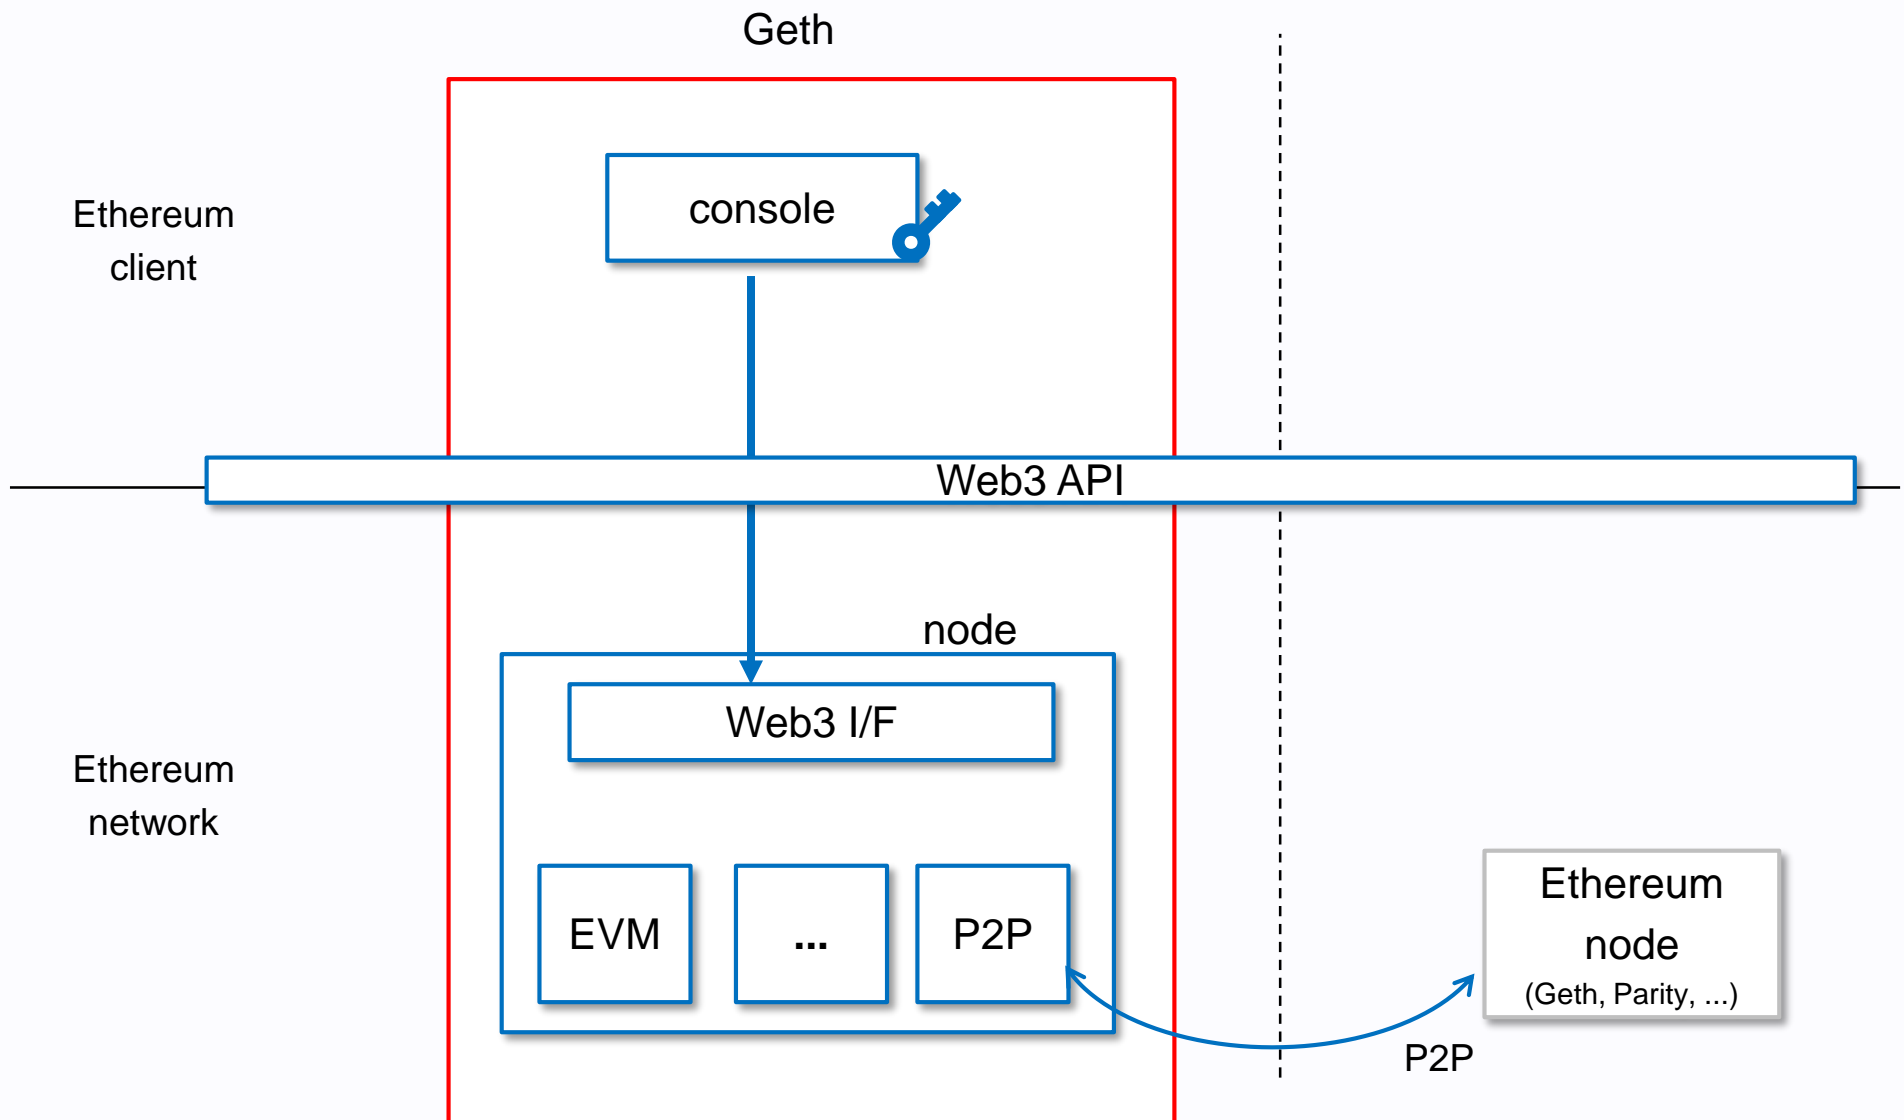 Geth
console
Ethereum
client
Web3 API
node
Web3 I/F
Ethereum
network
EVM
...
P2P
Ethereum
node
(Geth, Parity, ...)
P2P